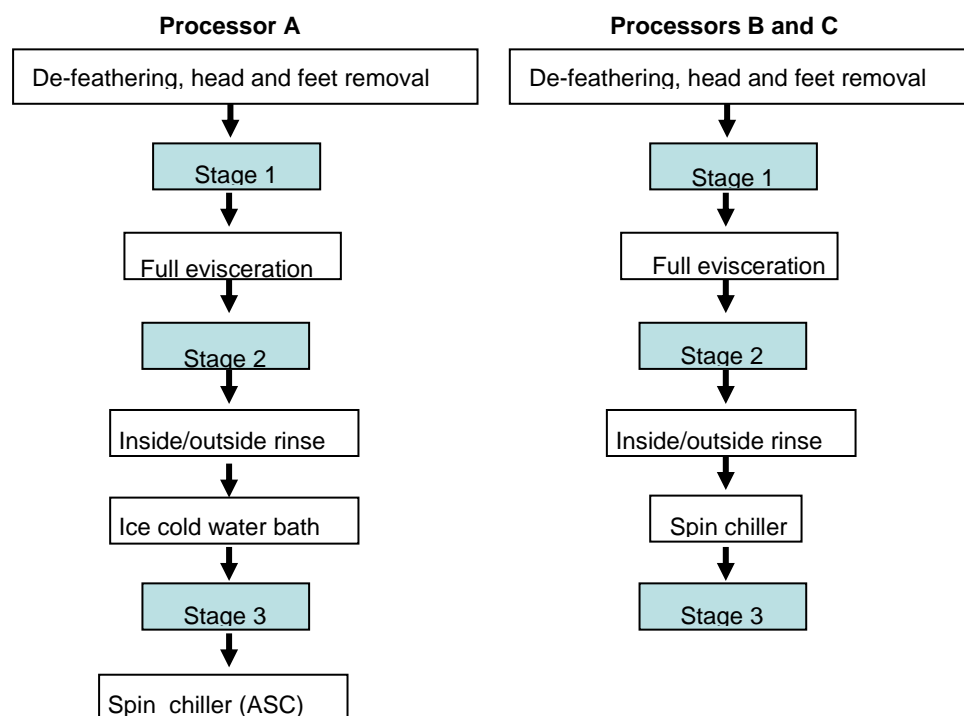 Processor A
De-feathering, head and feet removal
Stage 1
Full evisceration
Stage 2
Inside/outside rinse
Ice cold water bath
Stage 3
Spin chiller (ASC)
Processors B and C
De-feathering, head and feet removal
Stage 1
Full evisceration
Stage 2
Inside/outside rinse
Spin chiller
Stage 3